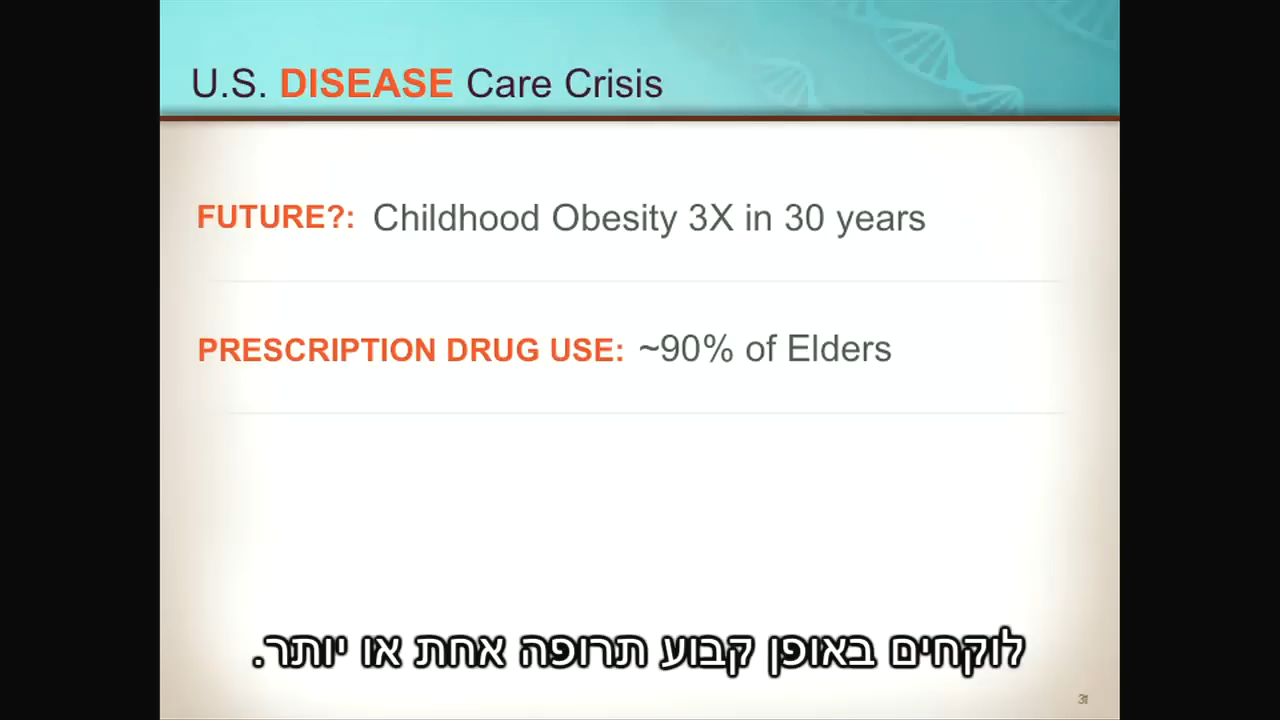 U.S. DISEASE Care Crisis
FUTURE?: Childhood Obesity 3X in 30 years
PRESCRIPTION DRUG USE: ~90% of Elders
לוקחים באופן קבוע תרופה אחת או יותר.
31